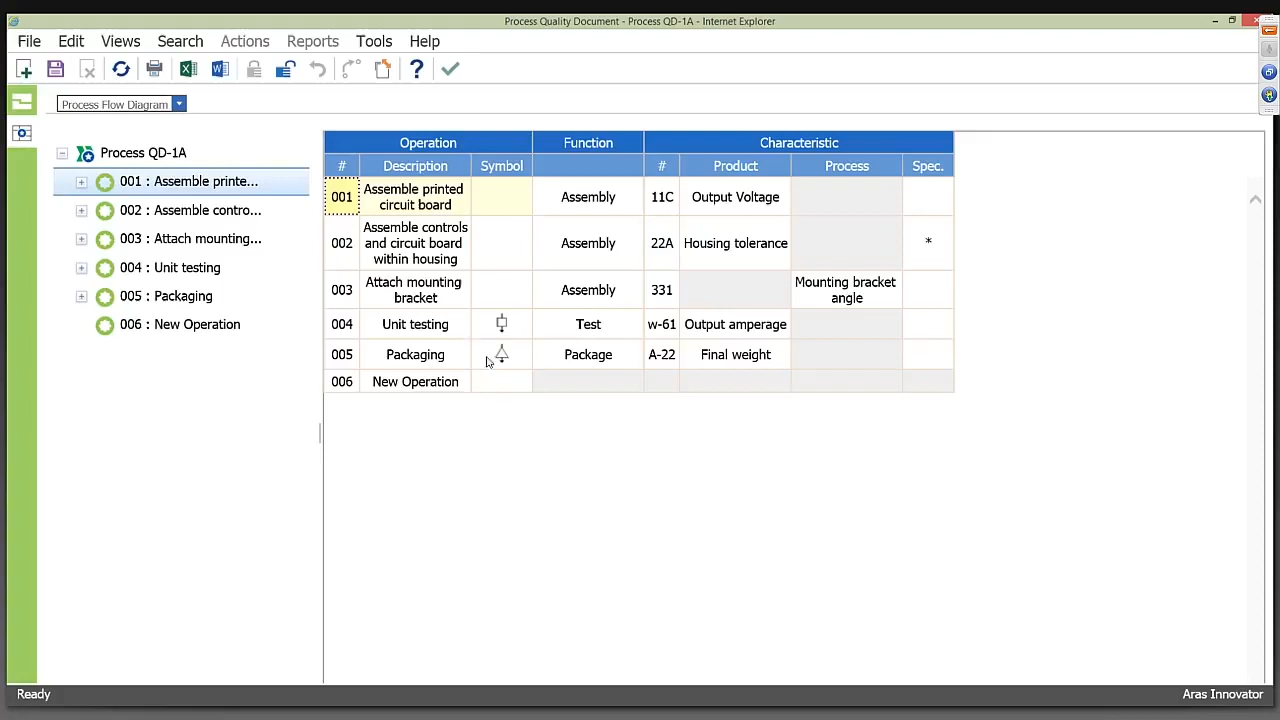 Process Quality Document - Process QD-1A - Internet Explorer
File Edit Views Search Actions Reports Tools Help
Process Flow Diagram
Process QD-1A
001 : Assemble printe...
002 : Assemble contro...
003 : Attach mounting...
004 : Unit testing
005 : Packaging
006 : New Operation
Operation Function Characteristic
# Description Symbol # Product Process Spec.
001 Assemble printed circuit board Assembly 11C Output Voltage
002 Assemble controls and circuit board within housing Assembly 22A Housing tolerance *
003 Attach mounting bracket Assembly 331 Mounting bracket angle
004 Unit testing Test w-61 Output amperage
005 Packaging Package A-22 Final weight
006 New Operation
Ready Aras Innovator